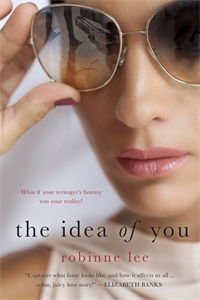 What if your teenager's fantasy
was your reality?
the idea of you
robinne lee
"Captures what fame looks like, and how it affects us all ...
a fun, juicy love story!" — ELIZABETH BANKS